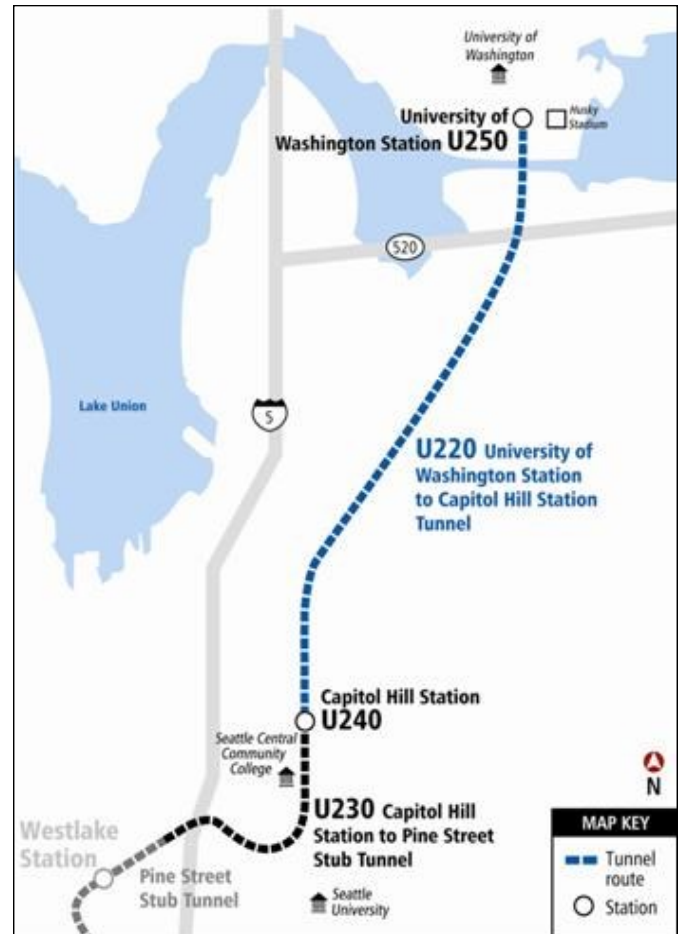 University of
Washington
University of
Washington Station U250
Husky
Stadium
520
Lake Union
5
U220 University of
Washington Station
to Capitol Hill Station
Tunnel
Capitol Hill Station
U240
Seattle Central
Community
College
U230 Capitol Hill
Station to Pine Street
Stub Tunnel
Westlake
Station
Pine Street
Stub Tunnel
Seattle
University
N
MAP KEY
Tunnel
route
Station